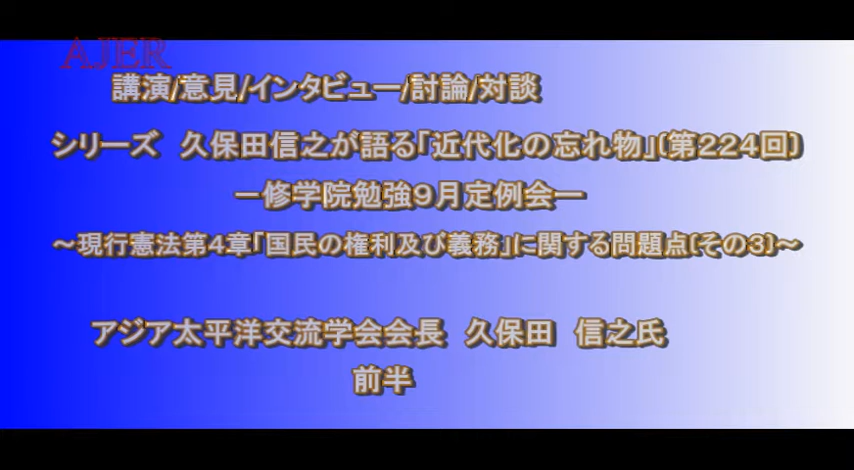 AJER
講演/意見/インタビュー/討論/対談
シリーズ　久保田信之が語る「近代化の忘れ物」(第224回)
ー修学院勉強9月定例会ー
～現行憲法第4章「国民の権利及び義務」に関する問題点(その3)～
アジア太平洋交流学会会長　久保田　信之氏
前半